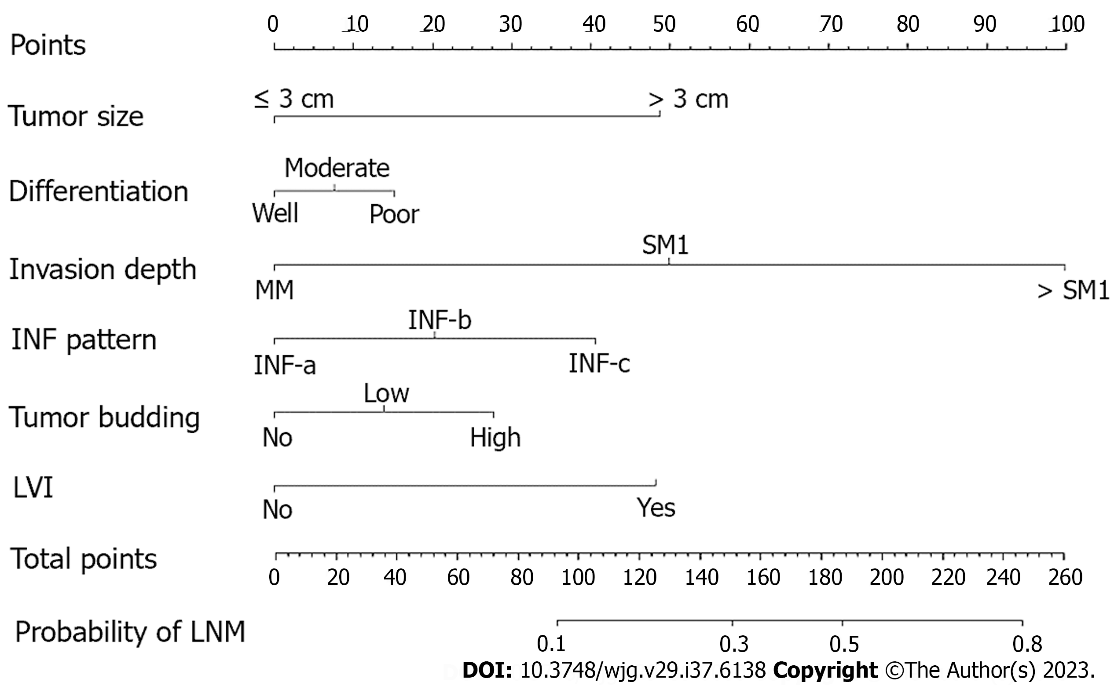 0 10 20 30 40 50 60 70 80 90 100
Points
≤ 3 cm > 3 cm
Tumor size
Moderate
Differentiation
Well Poor
SM1
Invasion depth
MM > SM1
INF-b
INF pattern
INF-a INF-c
Low
Tumor budding
No High
LVI
No Yes
Total points
0 20 40 60 80 100 120 140 160 180 200 220 240 260
Probability of LNM
0.1 0.3 0.5 0.8
DOI: 10.3748/wjg.v29.i37.6138 Copyright ©The Author(s) 2023.